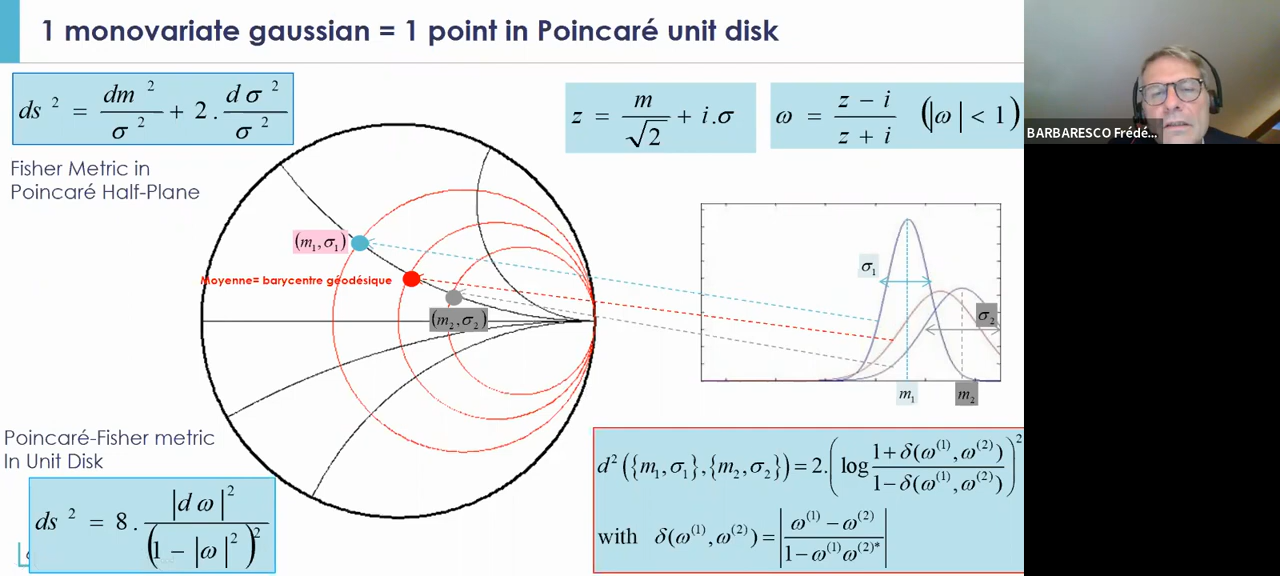 1 monovariate gaussian = 1 point in Poincaré unit disk
ds² = dm²/σ² + 2.dσ²/σ²
z = m/√2 + i.σ
ω = (z − i)/(z + i) (|ω| < 1)
BARBARESCO Frédé...
Fisher Metric in
Poincaré Half-Plane
(m₁,σ₁)
Moyenne= barycentre géodésique
(m₂,σ₂)
σ₁
σ₂
m₁
m₂
Poincaré-Fisher metric
In Unit Disk
ds² = 8.|dω|²/(1 − |ω|²)²
d²({m₁,σ₁},{m₂,σ₂}) = 2.(log (1+δ(ω⁽¹⁾,ω⁽²⁾))/(1−δ(ω⁽¹⁾,ω⁽²⁾)))²
with δ(ω⁽¹⁾,ω⁽²⁾) = |(ω⁽¹⁾ − ω⁽²⁾)/(1 − ω⁽¹⁾ω⁽²⁾*)|